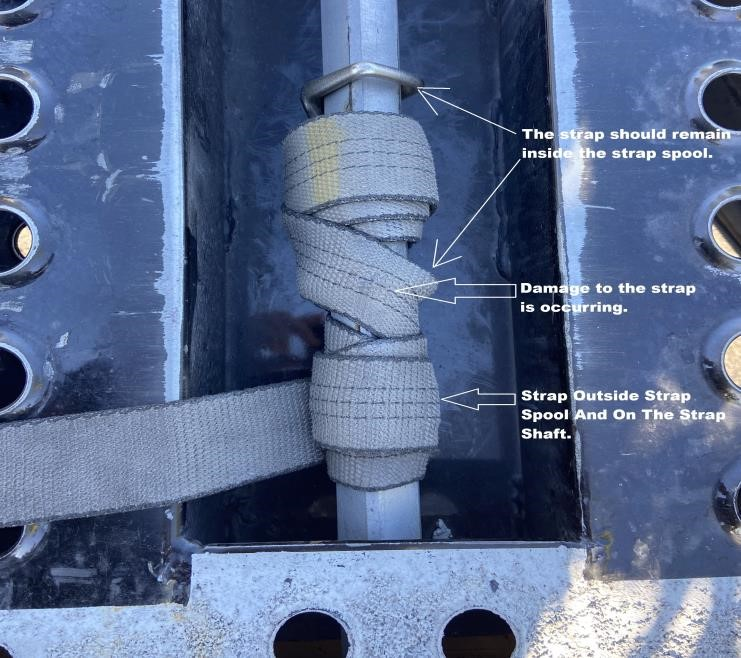 The strap should remain
inside the strap spool.
Damage to the strap
is occurring.
Strap Outside Strap
Spool And On The Strap
Shaft.